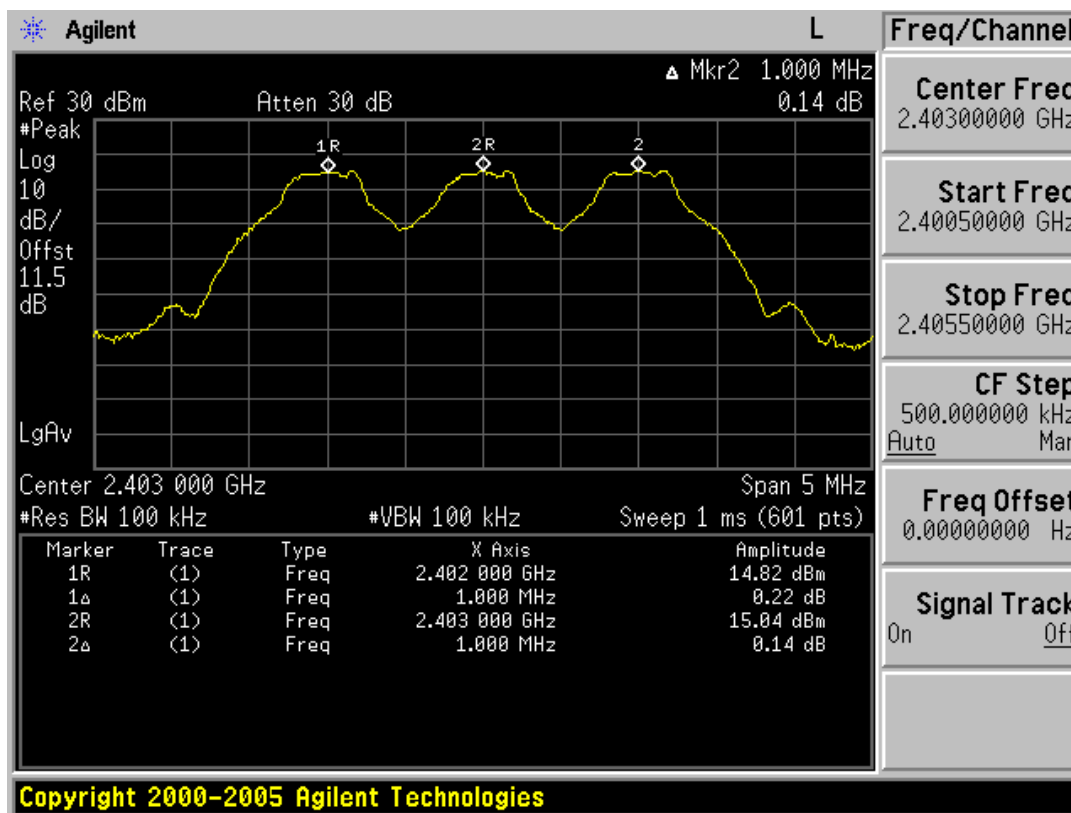 Agilent L Freq/Channel
Δ Mkr2 1.000 MHz
Ref 30 dBm Atten 30 dB 0.14 dB
#Peak
Log
10
dB/
Offst
11.5
dB
LgAv
1R 2R 2
Center 2.403 000 GHz Span 5 MHz
#Res BW 100 kHz #VBW 100 kHz Sweep 1 ms (601 pts)
Marker Trace Type X Axis Amplitude
1R (1) Freq 2.402 000 GHz 14.82 dBm
1Δ (1) Freq 1.000 MHz 0.22 dB
2R (1) Freq 2.403 000 GHz 15.04 dBm
2Δ (1) Freq 1.000 MHz 0.14 dB
Center Freq
2.40300000 GHz
Start Freq
2.40050000 GHz
Stop Freq
2.40550000 GHz
CF Step
500.000000 kHz
Auto Man
Freq Offset
0.00000000 Hz
Signal Track
On Off
Copyright 2000-2005 Agilent Technologies